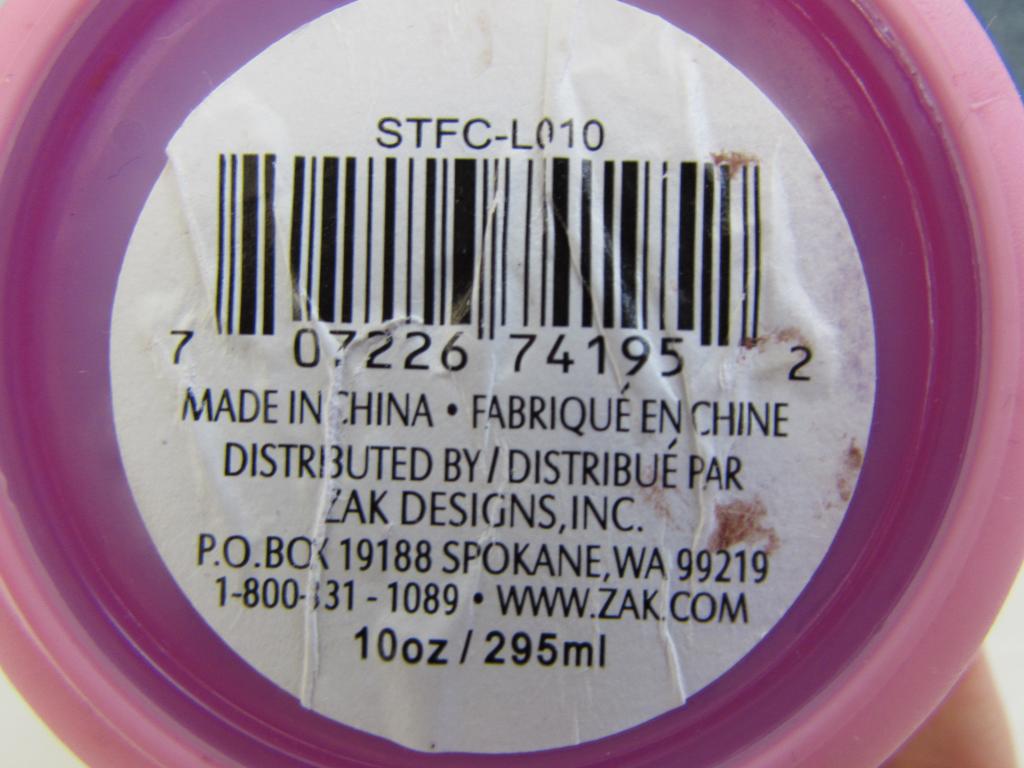 STFC-L010
7 07226 74195 2
MADE IN CHINA • FABRIQUÉ EN CHINE
DISTRIBUTED BY / DISTRIBUÉ PAR
ZAK DESIGNS, INC.
P.O.BOX 19188 SPOKANE, WA 99219
1-800-331 - 1089 • WWW.ZAK.COM
10oz / 295ml